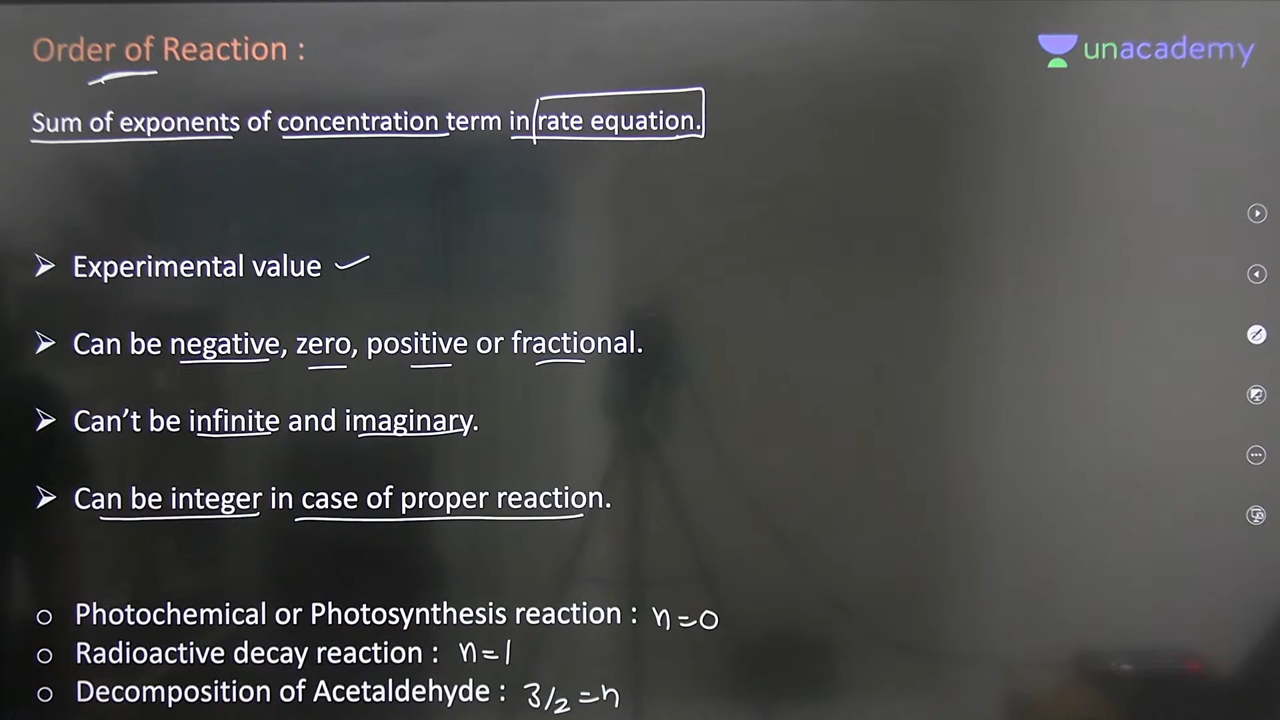 Order of Reaction :
unacademy
Sum of exponents of concentration term in rate equation.
➤ Experimental value ✓
➤ Can be negative, zero, positive or fractional.
➤ Can’t be infinite and imaginary.
➤ Can be integer in case of proper reaction.
o Photochemical or Photosynthesis reaction : n=0
o Radioactive decay reaction : n=1
o Decomposition of Acetaldehyde : 3/2=n